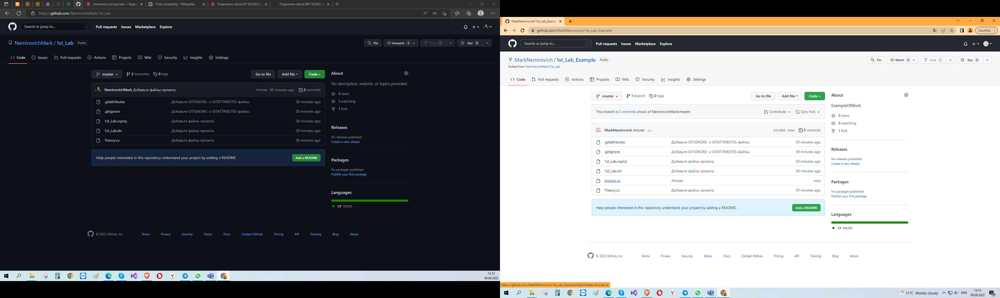 сложность алгоритма — Яндек
Time complexity - Wikipedia
Отделение сбыта N7 (ЮЗАО) ф
Отделение сбыта №7 ЮЗАО, а
https://github.com/NemirovichMark/1st_Lab
Search or jump to... /
Pull requests Issues Marketplace Explore
NemirovichMark / 1st_Lab Public
Pin Unwatch 1 Fork 1 Star 0
Code Issues Pull requests Actions Projects Wiki Security Insights Settings
master 2 branches 0 tags Go to file Add file Code
NemirovichMark Добавьте файлы проекта. 7ff539e 38 minutes ago 2 commits
.gitattributes Добавьте GITIGNORE- и GITATTRIBUTES-файлы. 38 minutes ago
.gitignore Добавьте GITIGNORE- и GITATTRIBUTES-файлы. 38 minutes ago
1st_Lab.csproj Добавьте файлы проекта. 38 minutes ago
1st_Lab.sln Добавьте файлы проекта. 38 minutes ago
Theory.cs Добавьте файлы проекта. 38 minutes ago
Help people interested in this repository understand your project by adding a README. Add a README
About
No description, website, or topics provided.
0 stars
1 watching
1 fork
Releases
No releases published
Create a new release
Packages
No packages published
Publish your first package
Languages
C# 100.0%
© 2022 GitHub, Inc. Terms Privacy Security Status Docs Contact GitHub Pricing API Training Blog About
13:13
09.09.2022
MarkNemirovich/1st_Lab_Example
github.com/MarkNemirovich/1st_Lab_Example
Ошибка
Search or jump to... /
Pull requests Issues Marketplace Explore
MarkNemirovich / 1st_Lab_Example Public
forked from NemirovichMark/1st_Lab
Pin Watch 0 Fork 1 Star 0
Code Pull requests Actions Projects Wiki Security Insights Settings
master 1 branch 0 tags Go to file Add file Code
This branch is 3 commits ahead of NemirovichMark:master. Contribute Sync fork
MarkNemirovich Answer ... 2372895 now 5 commits
.gitattributes Добавьте GITIGNORE- и GITATTRIBUTES-файлы. 39 minutes ago
.gitignore Добавьте GITIGNORE- и GITATTRIBUTES-файлы. 39 minutes ago
1st_Lab.csproj Добавьте файлы проекта. 39 minutes ago
1st_Lab.sln Добавьте файлы проекта. 39 minutes ago
Answer.cs Answer now
Theory.cs Добавьте файлы проекта. 39 minutes ago
Help people interested in this repository understand your project by adding a README. Add a README
About
ExampleOfWork
0 stars
0 watching
1 fork
Releases
No releases published
Create a new release
Packages
No packages published
Publish your first package
Languages
C# 100.0%
© 2022 GitHub, Inc. Terms Privacy Security Status Docs Contact GitHub Pricing API Training Blog About
https://github.com/MarkNemirovich/1st_Lab_Example/blob/master/Answer.cs
11°C Mostly cloudy ENG 13:13
09.09.2022
14